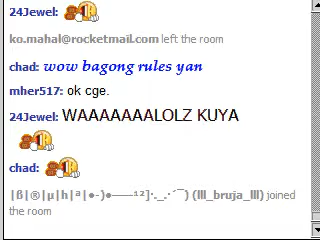 24Jewel:
ko.mahal@rocketmail.com left the room
chad: wow bagong rules yan
mher517: ok cge.
24Jewel: WAAAAAAALOLZ KUYA
chad:
|ß|®|µ|h|ª|●-}●———¹²]·._.·´¯) (lll_bruja_lll) joined
the room